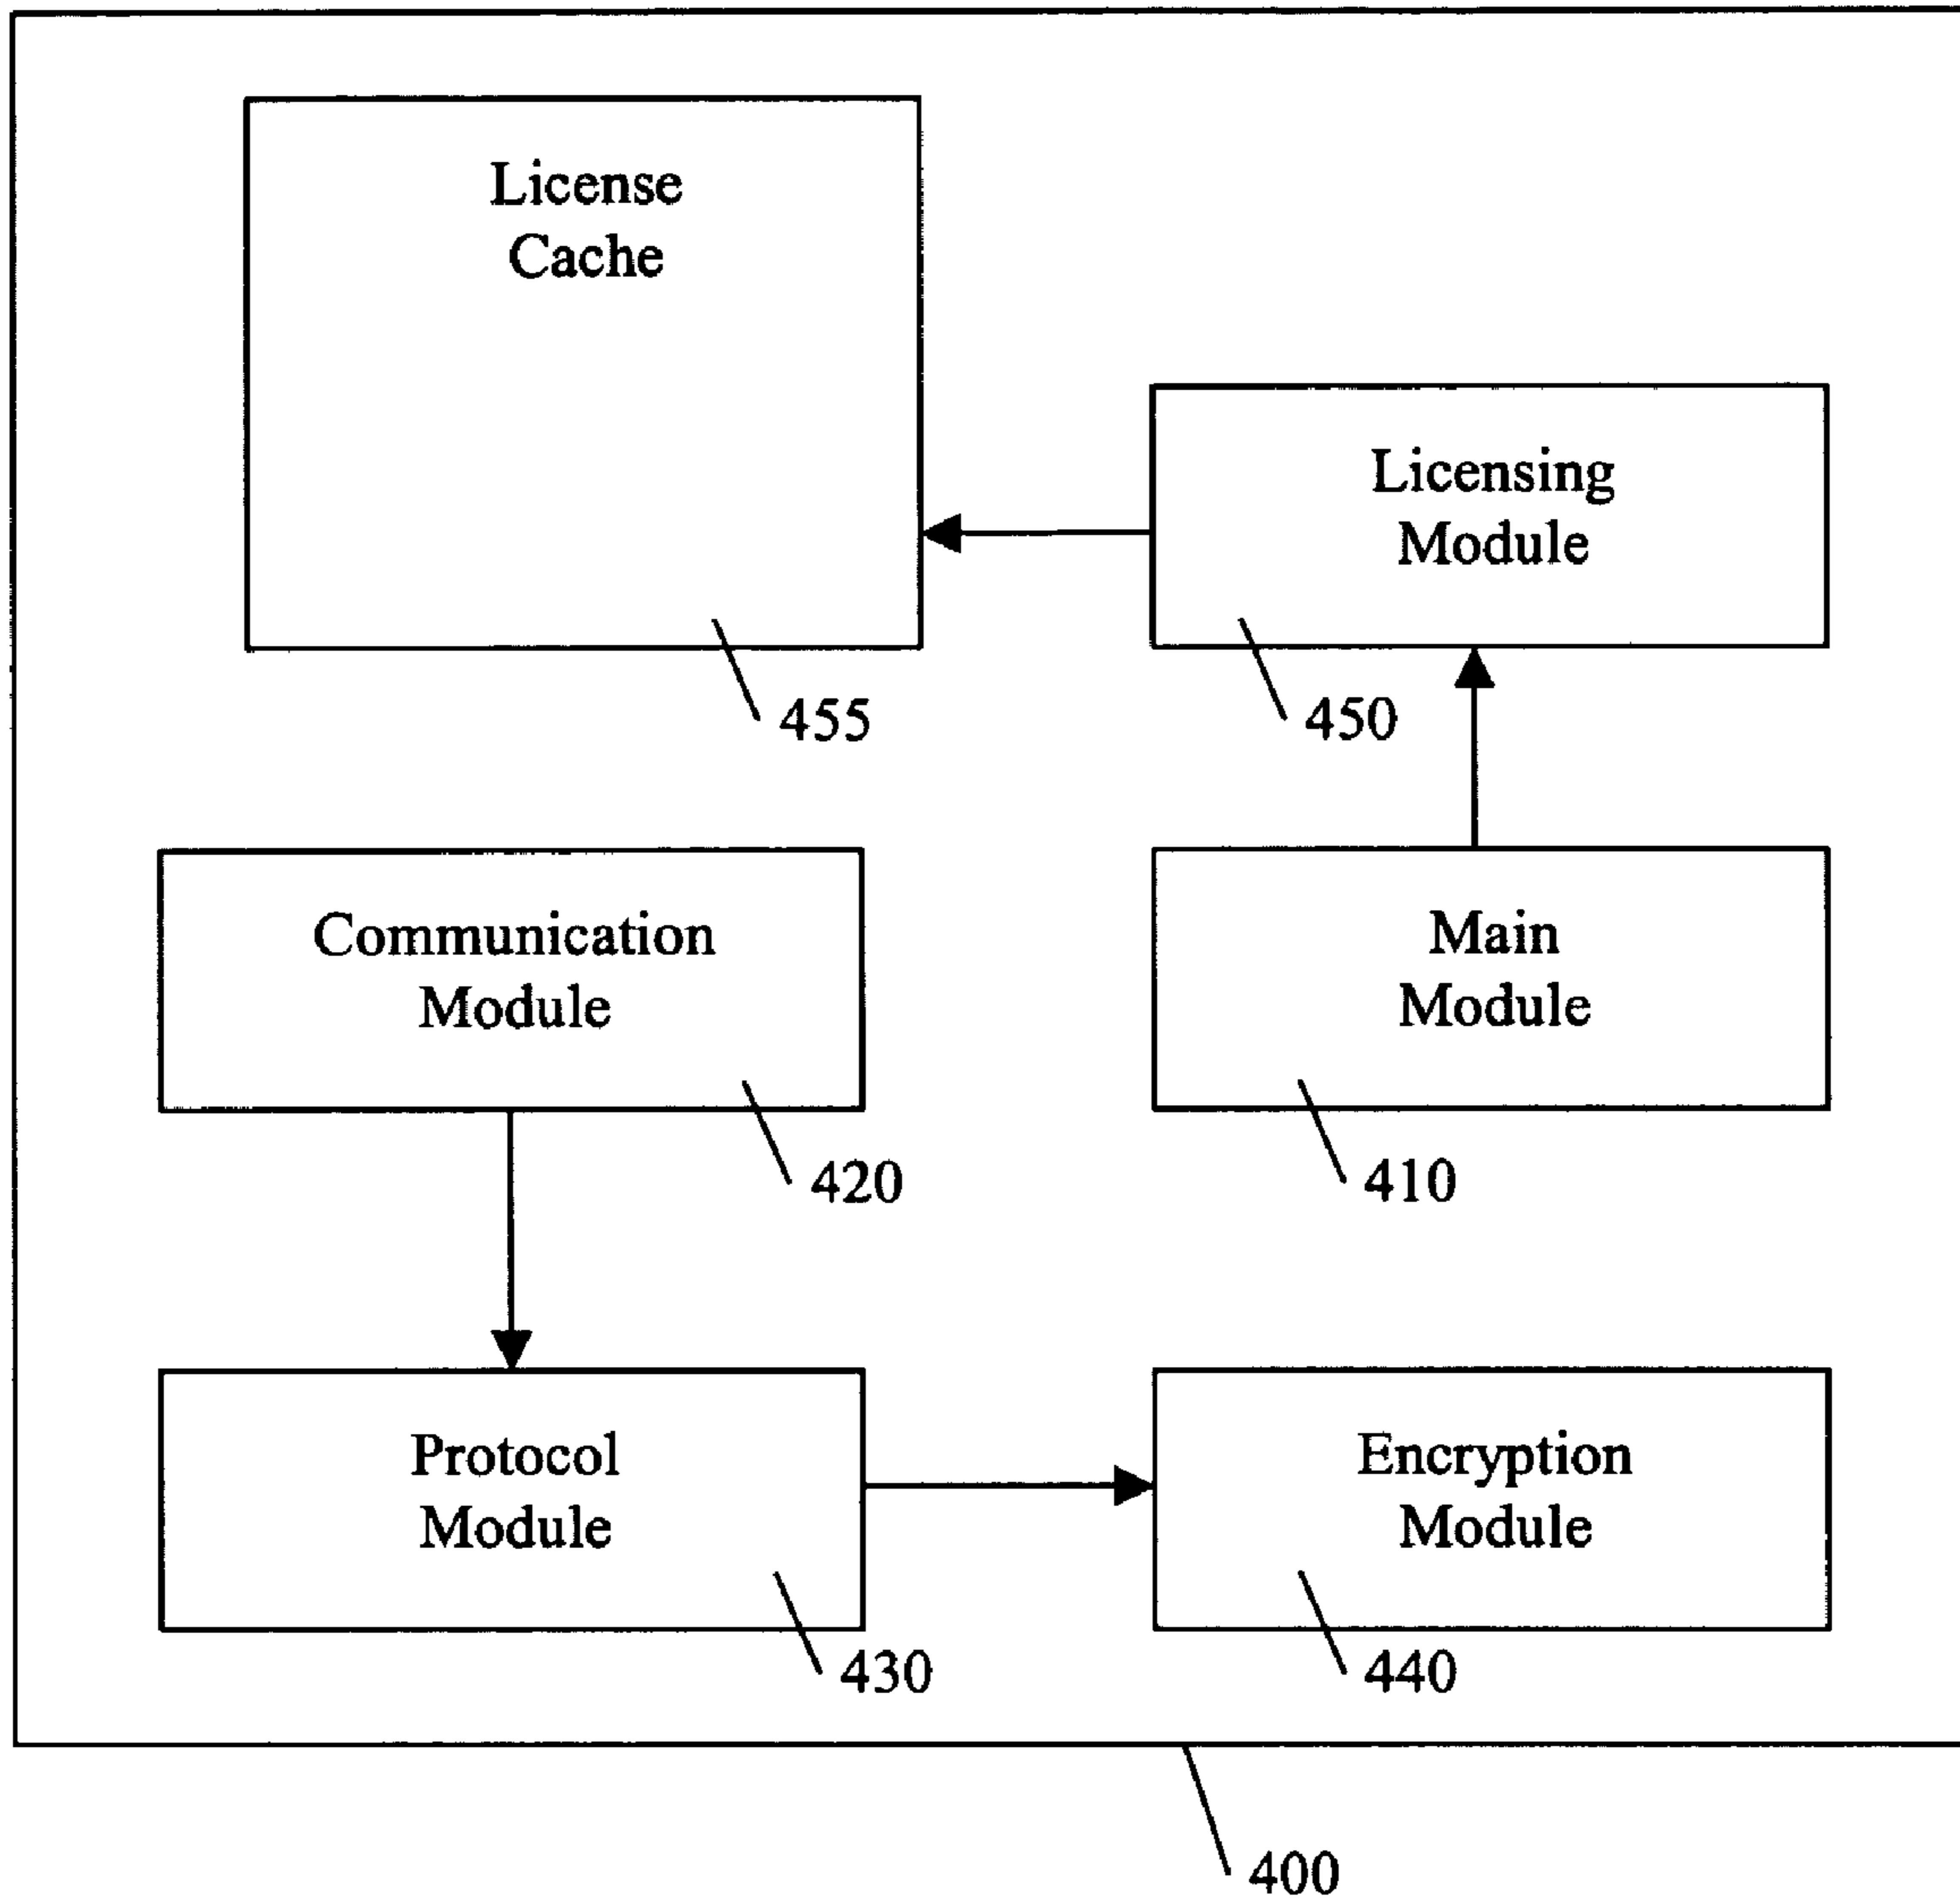 License
Cache
Licensing
Module
455
450
Communication
Module
Main
Module
420
410
Protocol
Module
Encryption
Module
430
440
400